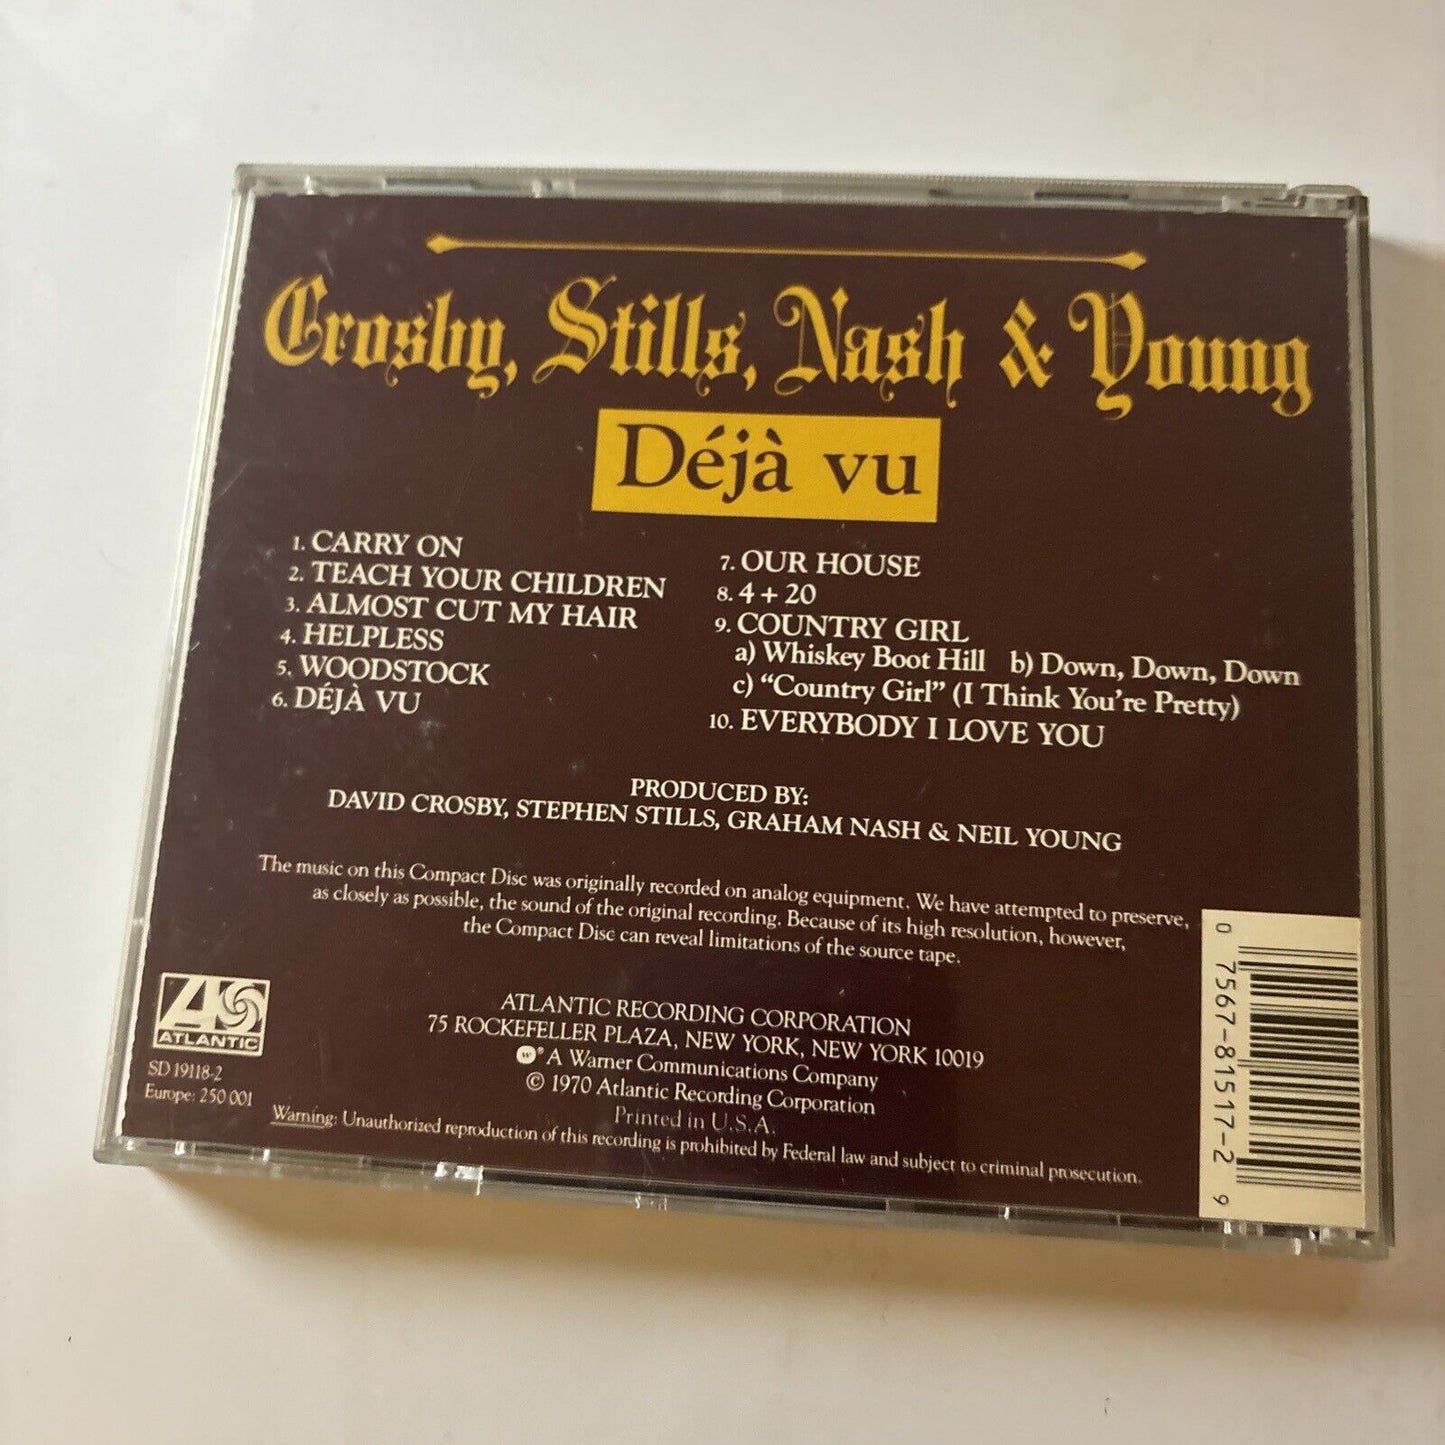 Crosby, Stills, Nash & Young
Déjà vu
1. CARRY ON
2. TEACH YOUR CHILDREN
3. ALMOST CUT MY HAIR
4. HELPLESS
5. WOODSTOCK
6. DÉJÀ VU
7. OUR HOUSE
8. 4 + 20
9. COUNTRY GIRL
a) Whiskey Boot Hill b) Down, Down, Down
c) “Country Girl” (I Think You're Pretty)
10. EVERYBODY I LOVE YOU
PRODUCED BY:
DAVID CROSBY, STEPHEN STILLS, GRAHAM NASH & NEIL YOUNG
The music on this Compact Disc was originally recorded on analog equipment. We have attempted to preserve,
as closely as possible, the sound of the original recording. Because of its high resolution, however,
the Compact Disc can reveal limitations of the source tape.
ATLANTIC
SD 19118-2
Europe: 250 001
ATLANTIC RECORDING CORPORATION
75 ROCKEFELLER PLAZA, NEW YORK, NEW YORK 10019
w ® A Warner Communications Company
© 1970 Atlantic Recording Corporation
Printed in U.S.A.
Warning: Unauthorized reproduction of this recording is prohibited by Federal law and subject to criminal prosecution.
0 7567-81517-2 9